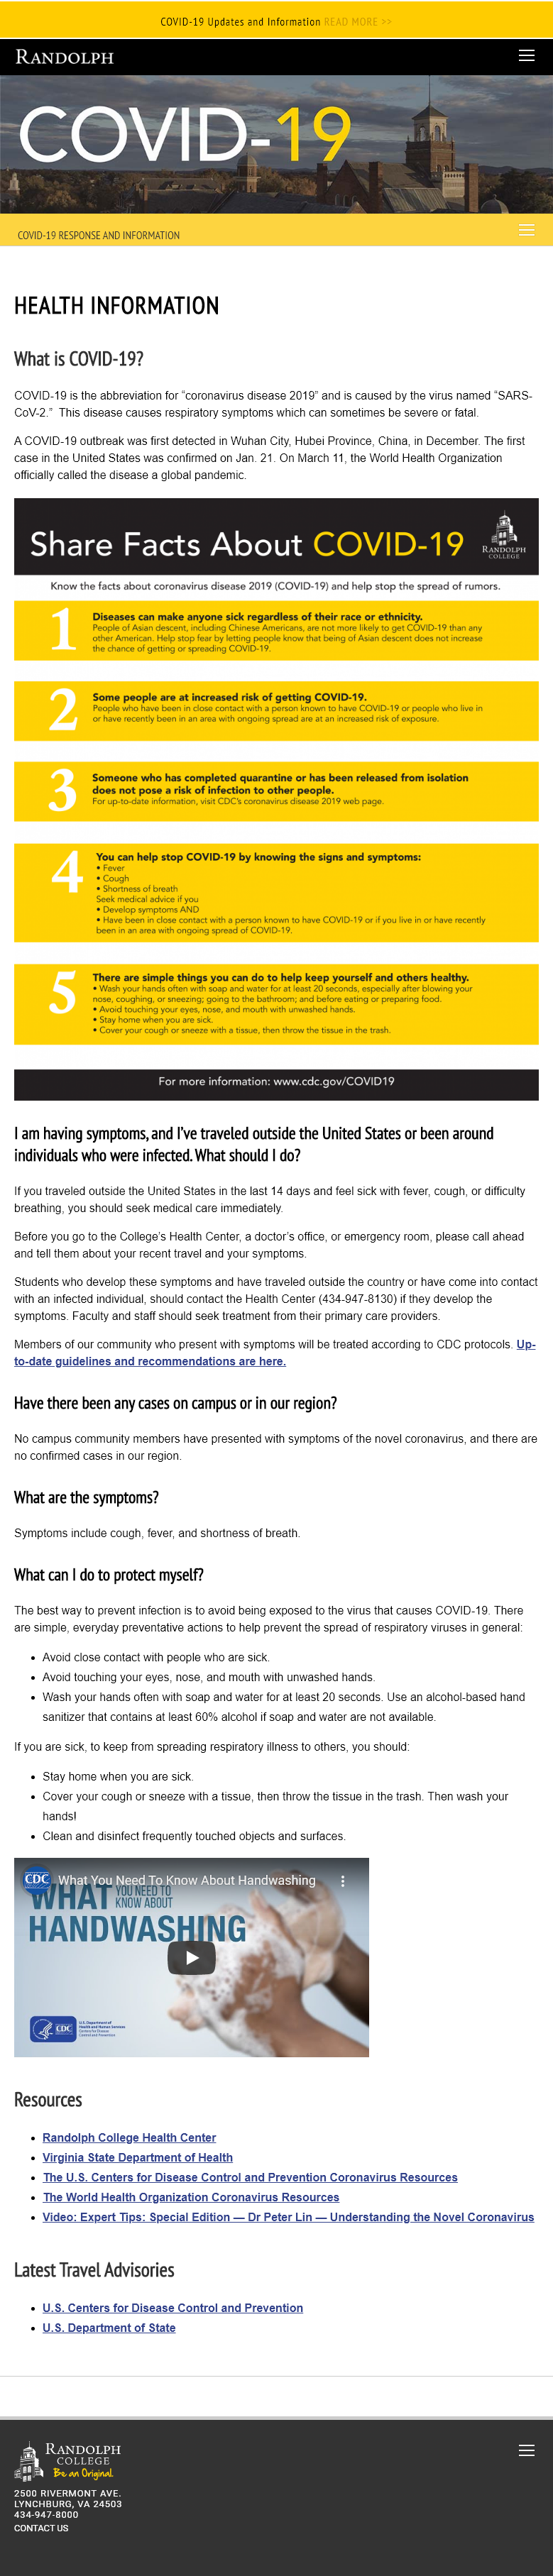 COVID-19 Updates and Information READ MORE >>
RANDOLPH
COVID-19
COVID-19 RESPONSE AND INFORMATION
HEALTH INFORMATION
What is COVID-19?
COVID-19 is the abbreviation for “coronavirus disease 2019” and is caused by the virus named “SARS-
CoV-2.” This disease causes respiratory symptoms which can sometimes be severe or fatal.
A COVID-19 outbreak was first detected in Wuhan City, Hubei Province, China, in December. The first
case in the United States was confirmed on Jan. 21. On March 11, the World Health Organization
officially called the disease a global pandemic.
Share Facts About COVID-19
RANDOLPH
COLLEGE
Know the facts about coronavirus disease 2019 (COVID-19) and help stop the spread of rumors.
1
Diseases can make anyone sick regardless of their race or ethnicity.
People of Asian descent, including Chinese Americans, are not more likely to get COVID-19 than any
other American. Help stop fear by letting people know that being of Asian descent does not increase
the chance of getting or spreading COVID-19.
2
Some people are at increased risk of getting COVID-19.
People who have been in close contact with a person known to have COVID-19 or people who live in
or have recently been in an area with ongoing spread are at an increased risk of exposure.
3
Someone who has completed quarantine or has been released from isolation
does not pose a risk of infection to other people.
For up-to-date information, visit CDC's coronavirus disease 2019 web page.
4
You can help stop COVID-19 by knowing the signs and symptoms:
• Fever
• Cough
• Shortness of breath
Seek medical advice if you
• Develop symptoms AND
• Have been in close contact with a person known to have COVID-19 or if you live in or have recently
been in an area with ongoing spread of COVID-19.
5
There are simple things you can do to help keep yourself and others healthy.
• Wash your hands often with soap and water for at least 20 seconds, especially after blowing your
nose, coughing, or sneezing; going to the bathroom; and before eating or preparing food.
• Avoid touching your eyes, nose, and mouth with unwashed hands.
• Stay home when you are sick.
• Cover your cough or sneeze with a tissue, then throw the tissue in the trash.
For more information: www.cdc.gov/COVID19
I am having symptoms, and I’ve traveled outside the United States or been around
individuals who were infected. What should I do?
If you traveled outside the United States in the last 14 days and feel sick with fever, cough, or difficulty
breathing, you should seek medical care immediately.
Before you go to the College’s Health Center, a doctor’s office, or emergency room, please call ahead
and tell them about your recent travel and your symptoms.
Students who develop these symptoms and have traveled outside the country or have come into contact
with an infected individual, should contact the Health Center (434-947-8130) if they develop the
symptoms. Faculty and staff should seek treatment from their primary care providers.
Members of our community who present with symptoms will be treated according to CDC protocols. Up-
to-date guidelines and recommendations are here.
Have there been any cases on campus or in our region?
No campus community members have presented with symptoms of the novel coronavirus, and there are
no confirmed cases in our region.
What are the symptoms?
Symptoms include cough, fever, and shortness of breath.
What can I do to protect myself?
The best way to prevent infection is to avoid being exposed to the virus that causes COVID-19. There
are simple, everyday preventative actions to help prevent the spread of respiratory viruses in general:
• Avoid close contact with people who are sick.
• Avoid touching your eyes, nose, and mouth with unwashed hands.
• Wash your hands often with soap and water for at least 20 seconds. Use an alcohol-based hand
sanitizer that contains at least 60% alcohol if soap and water are not available.
If you are sick, to keep from spreading respiratory illness to others, you should:
• Stay home when you are sick.
• Cover your cough or sneeze with a tissue, then throw the tissue in the trash. Then wash your
hands!
• Clean and disinfect frequently touched objects and surfaces.
CDC What You Need To Know About Handwashing
WHAT YOU NEED TO
KNOW ABOUT
HANDWASHING
CDC
U.S. Department of
Health and Human Services
Centers for Disease
Control and Prevention
Resources
• Randolph College Health Center
• Virginia State Department of Health
• The U.S. Centers for Disease Control and Prevention Coronavirus Resources
• The World Health Organization Coronavirus Resources
• Video: Expert Tips: Special Edition — Dr Peter Lin — Understanding the Novel Coronavirus
Latest Travel Advisories
• U.S. Centers for Disease Control and Prevention
• U.S. Department of State
RANDOLPH
COLLEGE
Be an Original.
2500 RIVERMONT AVE.
LYNCHBURG, VA 24503
434-947-8000
CONTACT US